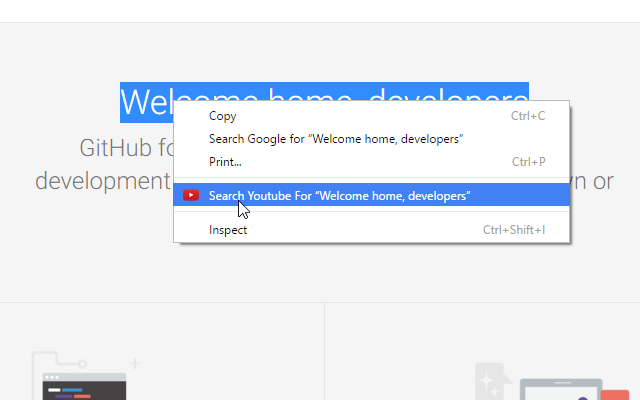 Welcome home, developers
Copy Ctrl+C
GitHub fo
Search Google for “Welcome home, developers”
Print... Ctrl+P
development wn or
Search Youtube For “Welcome home, developers”
Inspect Ctrl+Shift+I